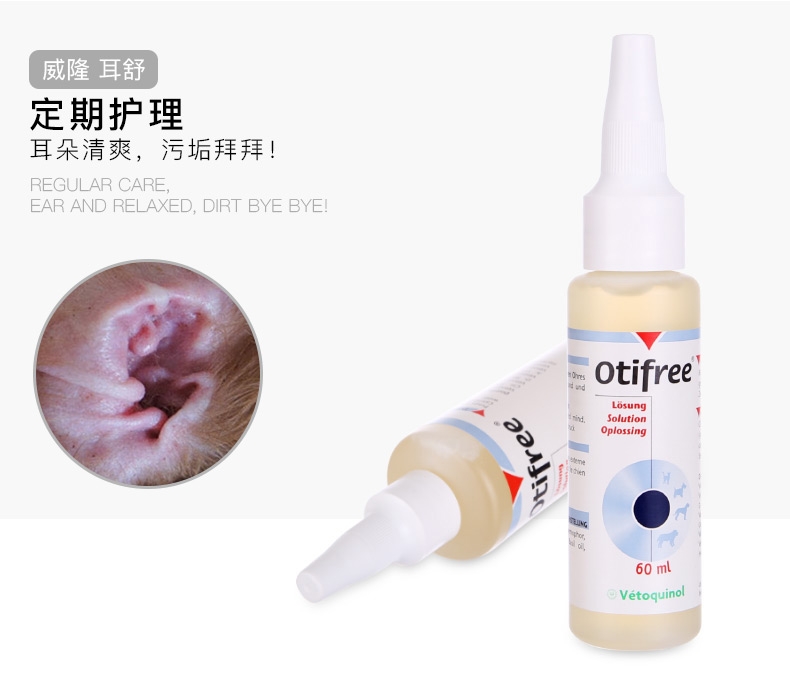 威隆 耳舒
定期护理
耳朵清爽，污垢拜拜！
REGULAR CARE,
EAR AND RELAXED, DIRT BYE BYE!
Otifree®
Lösung
Solution
Oplossing
60 ml
Vétoquinol
Otifree®